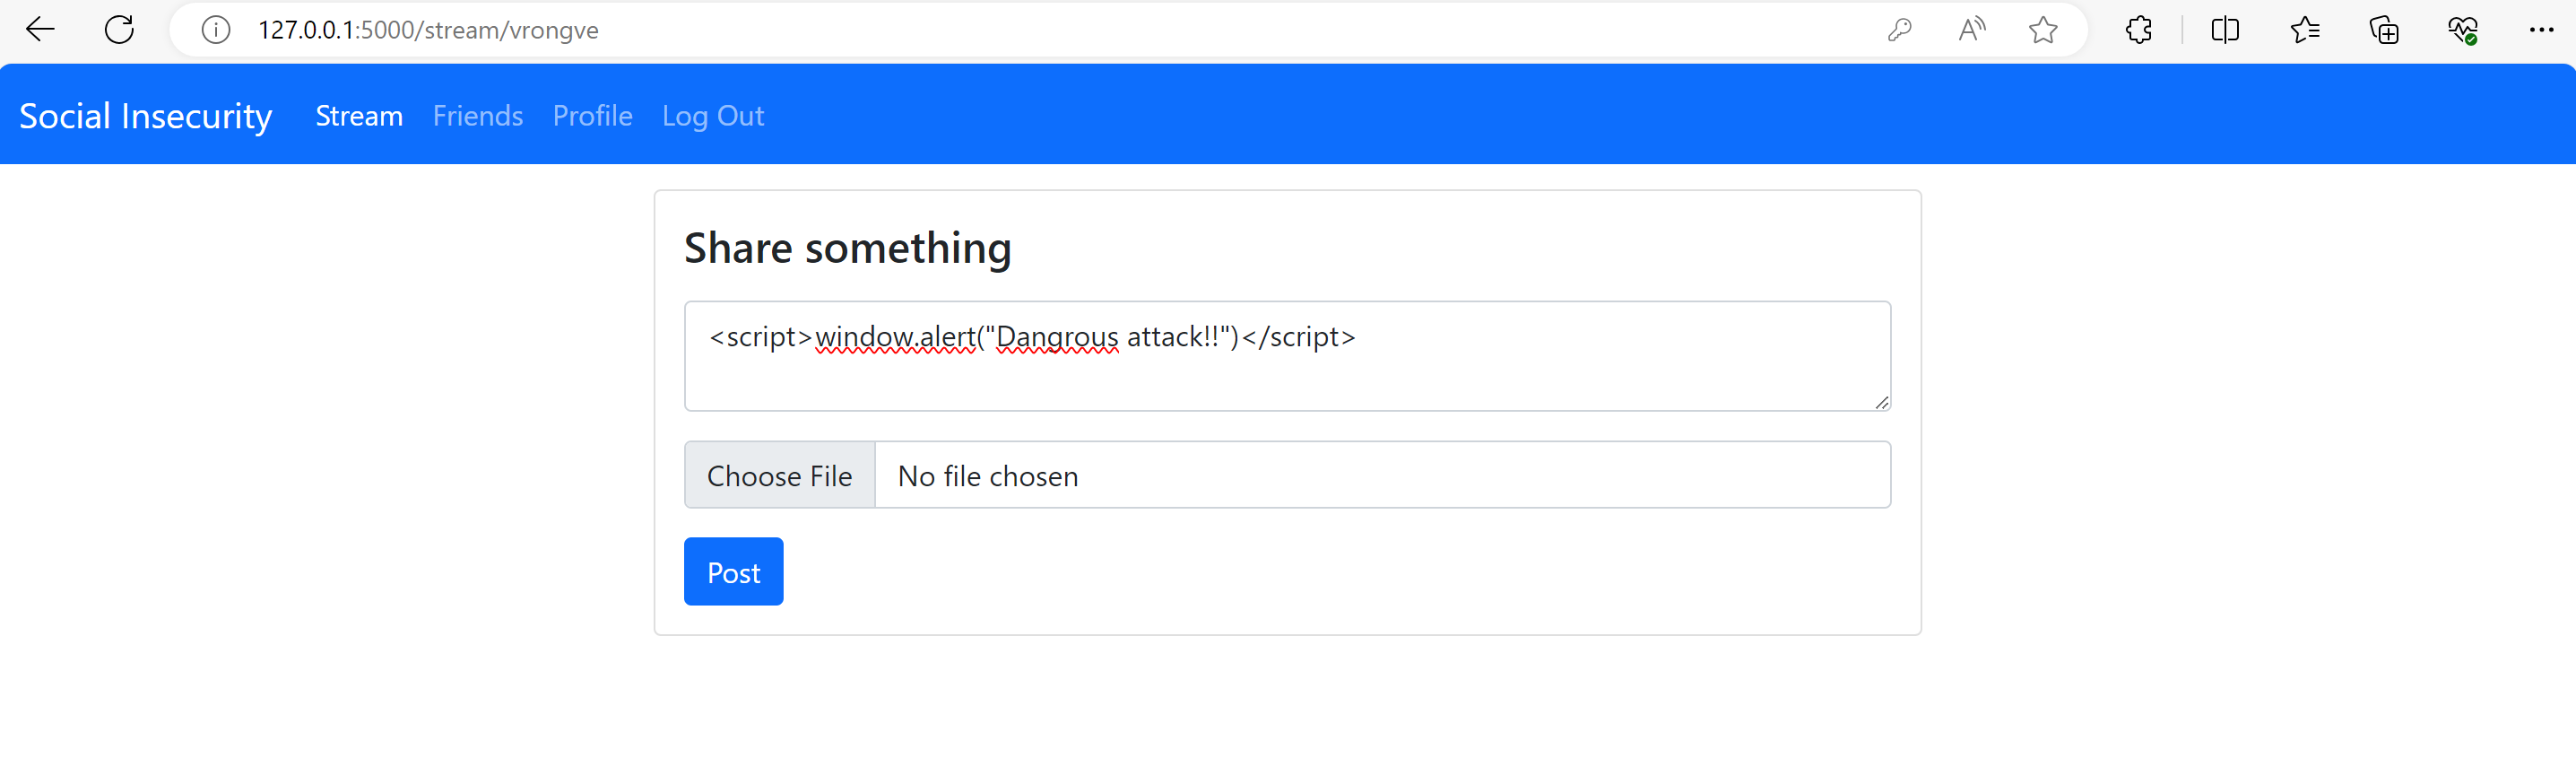 127.0.0.1:5000/stream/vrongve
Social Insecurity Stream Friends Profile Log Out
Share something
<script>window.alert("Dangrous attack!!")</script>
Choose File No file chosen
Post